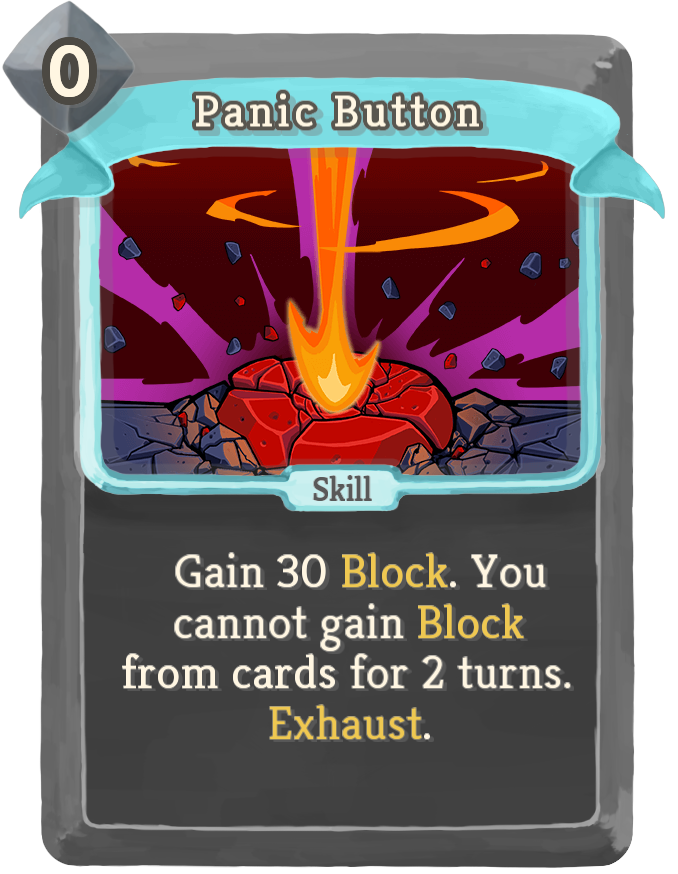 0
Panic Button
Skill
Gain 30 Block. You
cannot gain Block
from cards for 2 turns.
Exhaust.